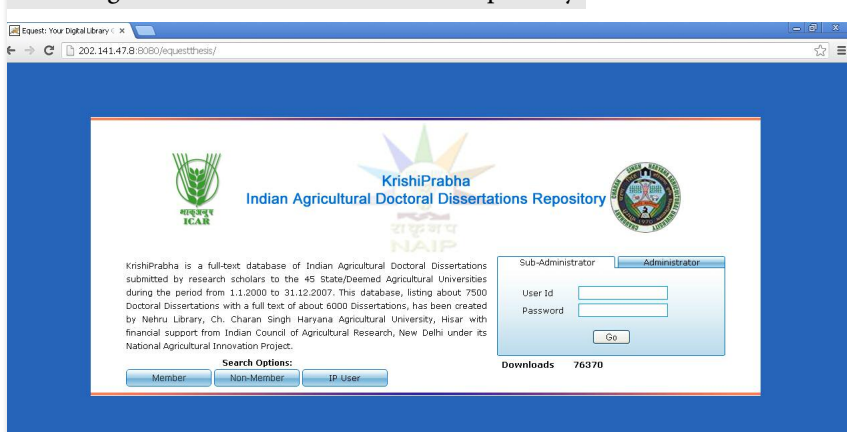 Equest: Your Digital Library
202.141.47.8:8080/equestthesis/
KrishiPrabha
Indian Agricultural Doctoral Dissertations Repository
भाकृअनुप
ICAR
राकृनवप
NAIP
KrishiPrabha is a full-text database of Indian Agricultural Doctoral Dissertations
submitted by research scholars to the 45 State/Deemed Agricultural Universities
during the period from 1.1.2000 to 31.12.2007. This database, listing about 7500
Doctoral Dissertations with a full text of about 6000 Dissertations, has been created
by Nehru Library, Ch. Charan Singh Haryana Agricultural University, Hisar with
financial support from Indian Council of Agricultural Research, New Delhi under its
National Agricultural Innovation Project.
Search Options:
Member Non-Member IP User
Sub-Administrator Administrator
User Id
Password
Go
Downloads 76370